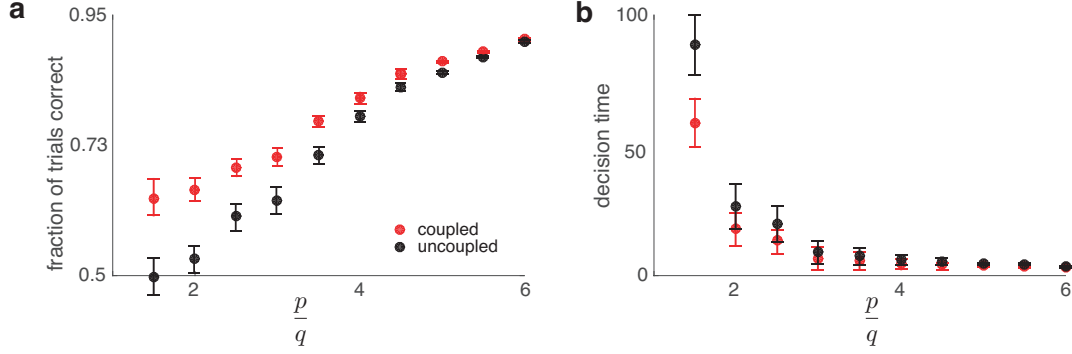 a
0.95
0.73
0.5
fraction of trials correct
coupled
uncoupled
2
4
6
p
q
b
100
50
0
decision time
2
4
6
p
q